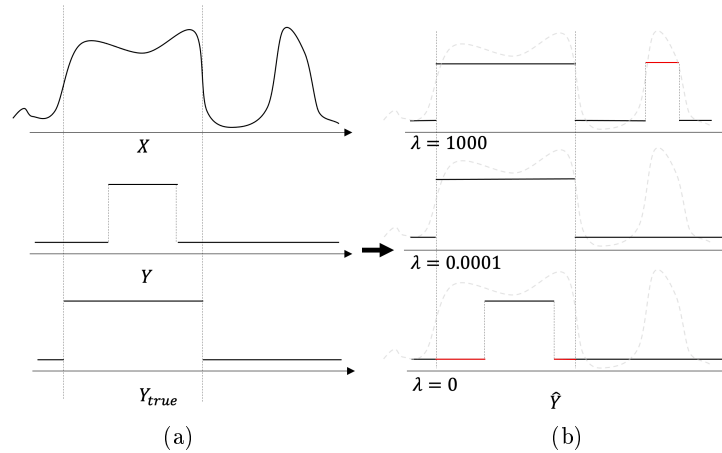 X
Y
Y_true
(a)
λ = 1000
λ = 0.0001
λ = 0
Ŷ
(b)